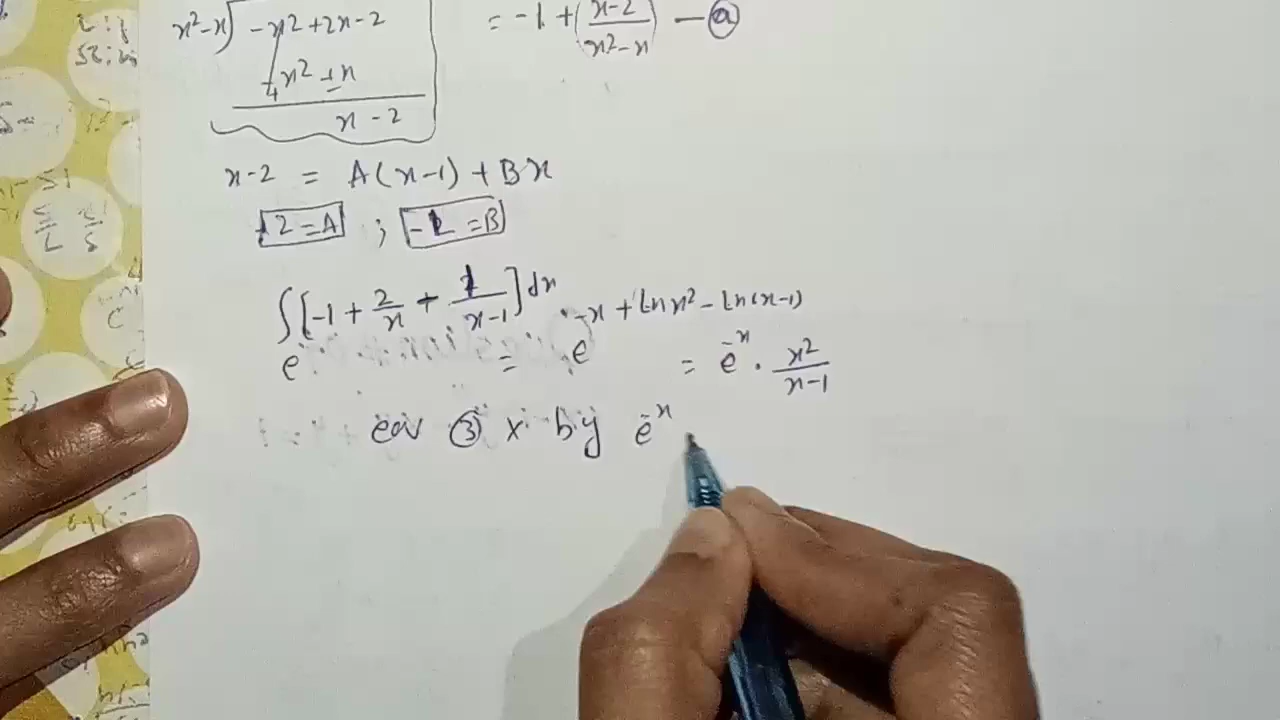 x²-x) -x²+2x-2 = -1 + (x-2/x²-x) — ⓐ
+x² + x
x - 2
x-2 = A(x-1) + Bx
2 = A ; -1 = B
e^∫[-1 + 2/x + 1/x-1]dx = e^-x + ln x² - ln(x-1) = e^-x · x²/x-1
eqn ③ x by e^-x